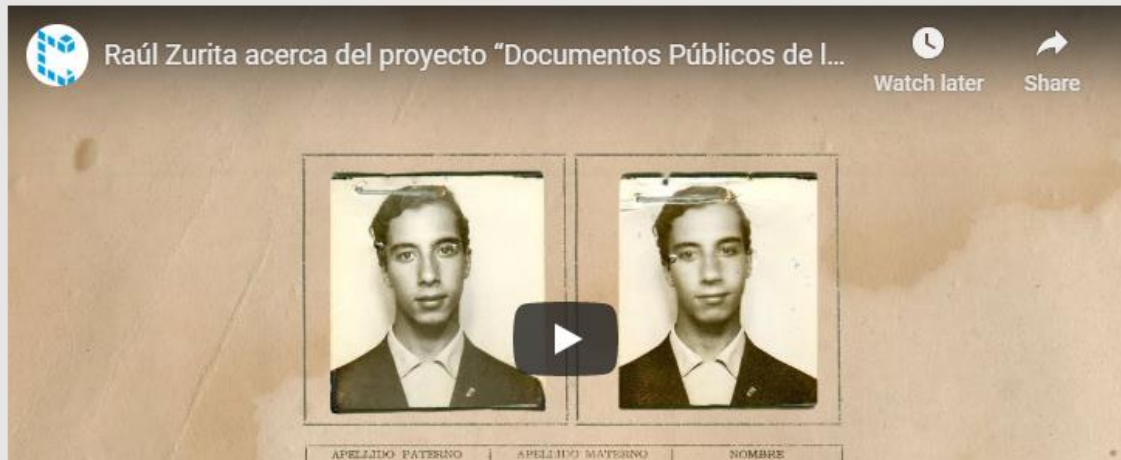 Raúl Zurita acerca del proyecto “Documentos Públicos de l...
Watch later
Share
APELLIDO PATERNO
APELLIDO MATERNO
NOMBRE